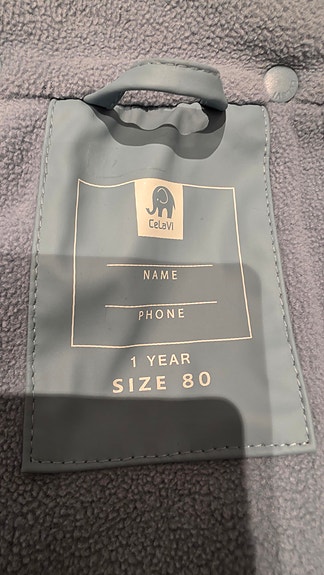 CeLaVi
NAME
PHONE
1 YEAR
SIZE 80